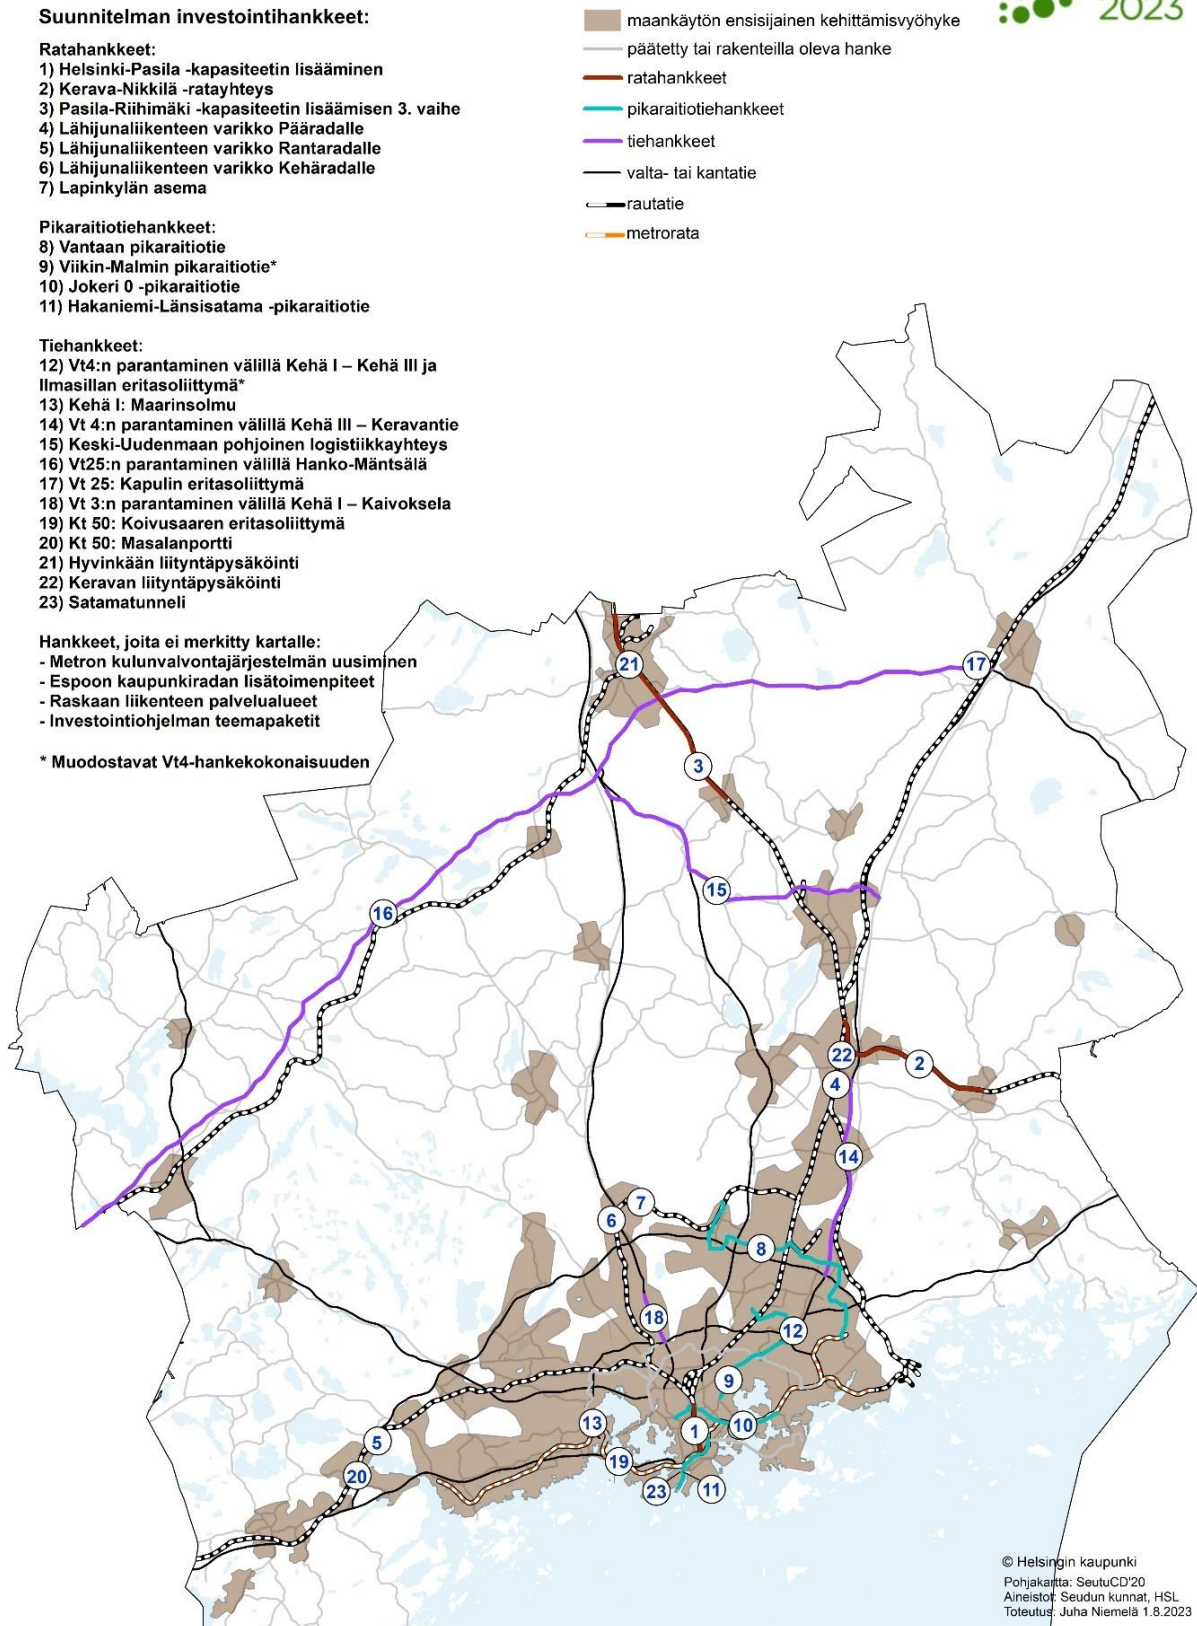 2023
Suunnitelman investointihankkeet:
Ratahankkeet:
1) Helsinki-Pasila -kapasiteetin lisääminen
2) Kerava-Nikkilä -ratayhteys
3) Pasila-Riihimäki -kapasiteetin lisäämisen 3. vaihe
4) Lähijunaliikenteen varikko Pääradalle
5) Lähijunaliikenteen varikko Rantaradalle
6) Lähijunaliikenteen varikko Kehäradalle
7) Lapinkylän asema
Pikaraitiotiehankkeet:
8) Vantaan pikaraitiotie
9) Viikin-Malmin pikaraitiotie*
10) Jokeri 0 -pikaraitiotie
11) Hakaniemi-Länsisatama -pikaraitiotie
Tiehankkeet:
12) Vt4:n parantaminen välillä Kehä I – Kehä III ja
Ilmasillan eritasoliittymä*
13) Kehä I: Maarinsolmu
14) Vt 4:n parantaminen välillä Kehä III – Keravantie
15) Keski-Uudenmaan pohjoinen logistiikkayhteys
16) Vt25:n parantaminen välillä Hanko-Mäntsälä
17) Vt 25: Kapulin eritasoliittymä
18) Vt 3:n parantaminen välillä Kehä I – Kaivoksela
19) Kt 50: Koivusaaren eritasoliittymä
20) Kt 50: Masalanportti
21) Hyvinkään liityntäpysäköinti
22) Keravan liityntäpysäköinti
23) Satamatunneli
Hankkeet, joita ei merkitty kartalle:
- Metron kulunvalvontajärjestelmän uusiminen
- Espoon kaupunkiradan lisätoimenpiteet
- Raskaan liikenteen palvelualueet
- Investointiohjelman teemapaketit
* Muodostavat Vt4-hankekokonaisuuden
maankäytön ensisijainen kehittämisvyöhyke
päätetty tai rakenteilla oleva hanke
ratahankkeet
pikaraitiotiehankkeet
tiehankkeet
valta- tai kantatie
rautatie
metrorata
21
17
3
15
16
22
2
4
14
7
6
8
18
12
9
13
10
1
5
19
20
23
11
© Helsingin kaupunki
Pohjakartta: SeutuCD'20
Aineistot: Seudun kunnat, HSL
Toteutus: Juha Niemelä 1.8.2023